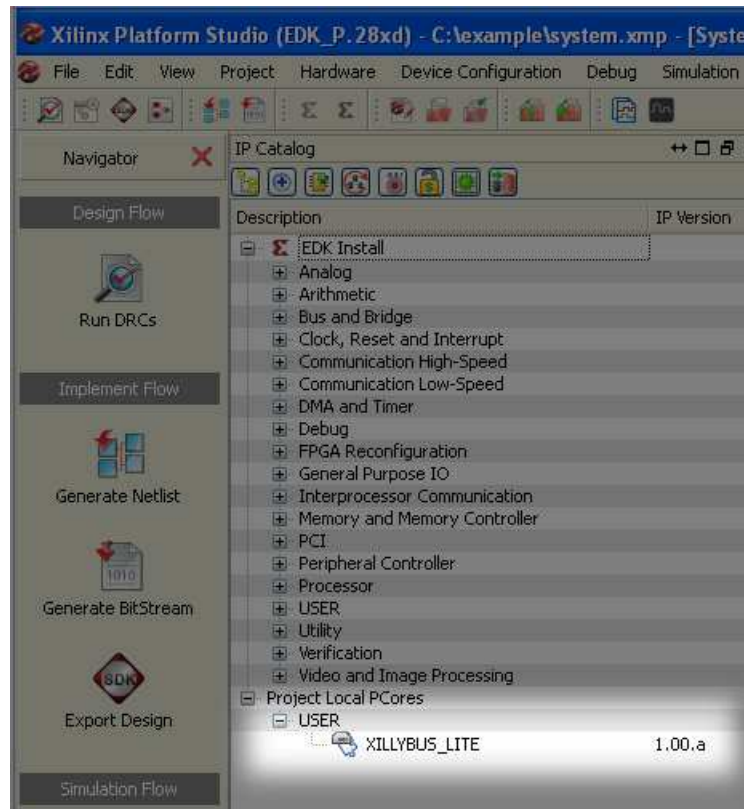 Xilinx Platform Studio (EDK_P.28xd) - C:\example\system.xmp - [Syste
File Edit View Project Hardware Device Configuration Debug Simulation
Navigator
IP Catalog
Design Flow
Description IP Version
EDK Install
Analog
Arithmetic
Run DRCs
Bus and Bridge
Clock, Reset and Interrupt
Communication High-Speed
Implement Flow
Communication Low-Speed
DMA and Timer
Debug
FPGA Reconfiguration
General Purpose IO
Generate Netlist
Interprocessor Communication
Memory and Memory Controller
PCI
1010
Peripheral Controller
Processor
Generate BitStream
USER
Utility
Verification
SDK
Video and Image Processing
Project Local PCores
Export Design
USER
XILLYBUS_LITE 1.00.a
Simulation Flow